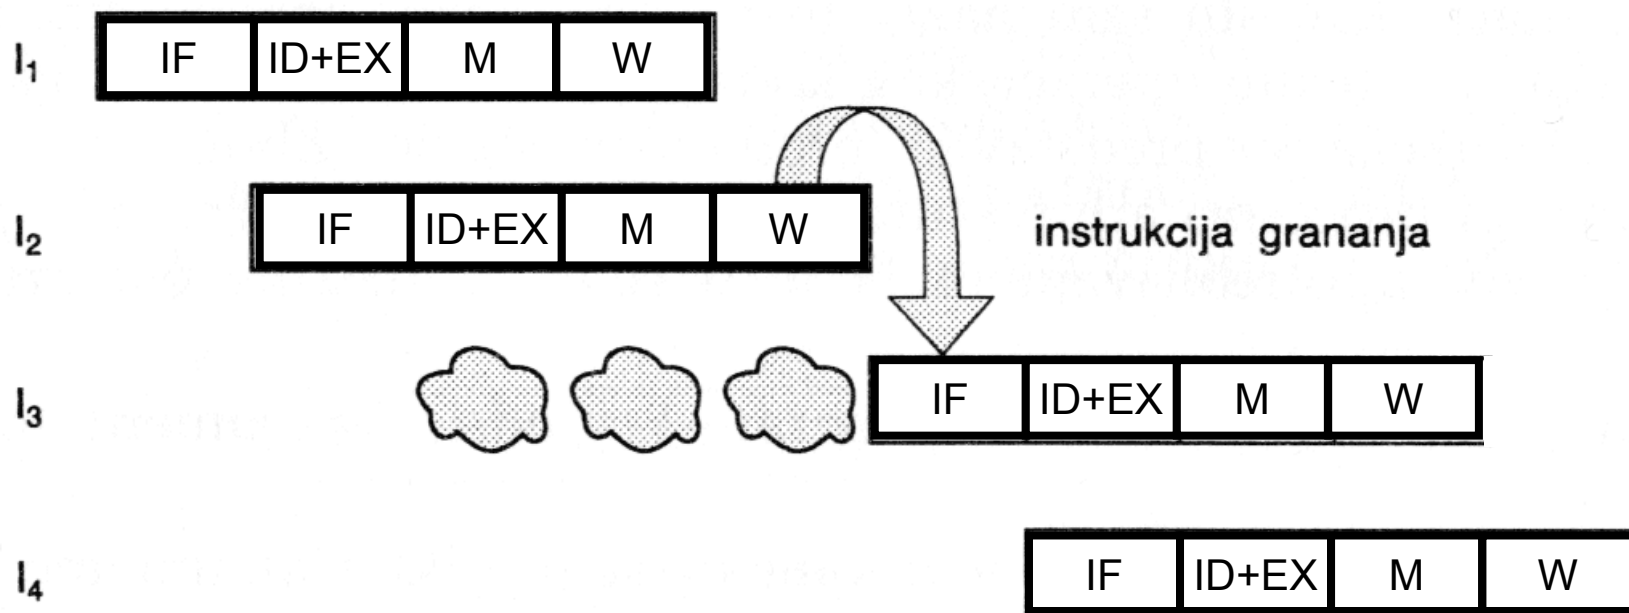 I1 IF ID+EX M W
I2 IF ID+EX M W instrukcija grananja
I3 IF ID+EX M W
I4 IF ID+EX M W